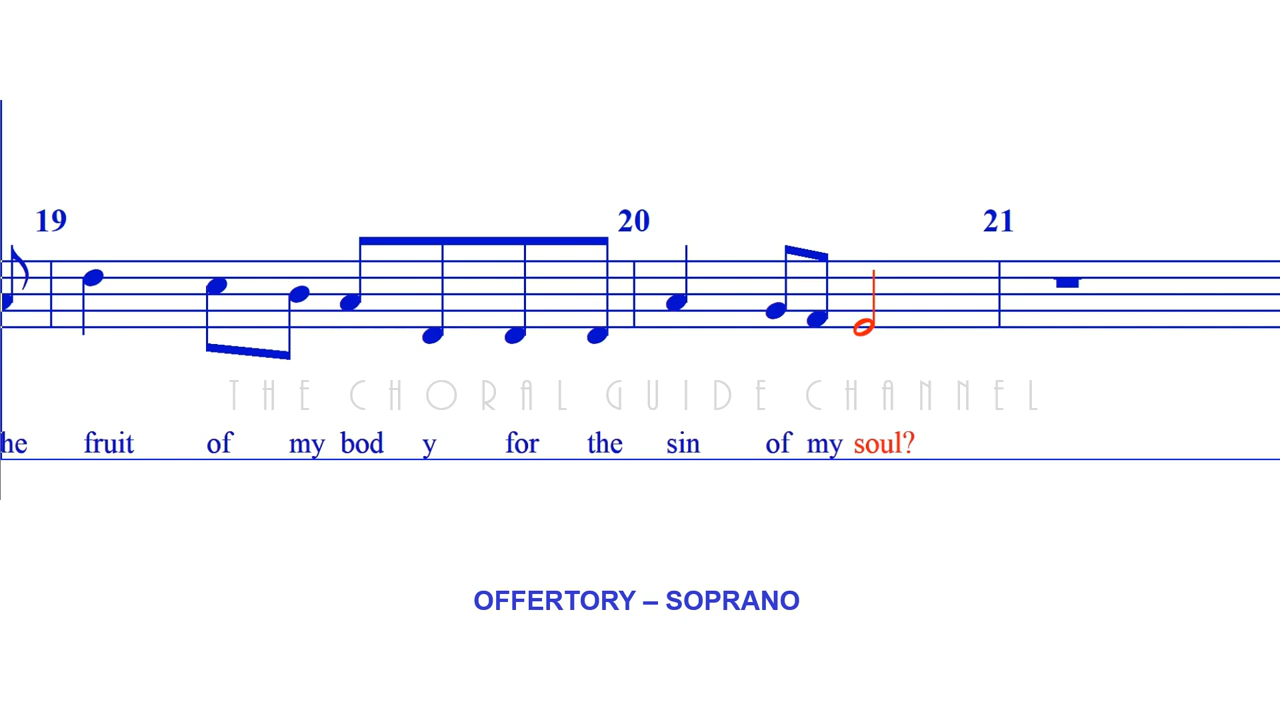 19 20 21
THE CHORAL GUIDE CHANNEL
he fruit of my bod y for the sin of my soul?
OFFERTORY – SOPRANO